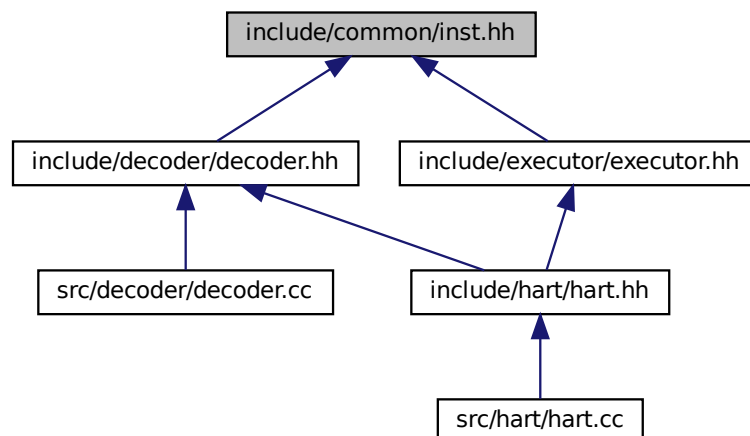 include/common/inst.hh
include/decoder/decoder.hh
include/executor/executor.hh
src/decoder/decoder.cc
include/hart/hart.hh
src/hart/hart.cc